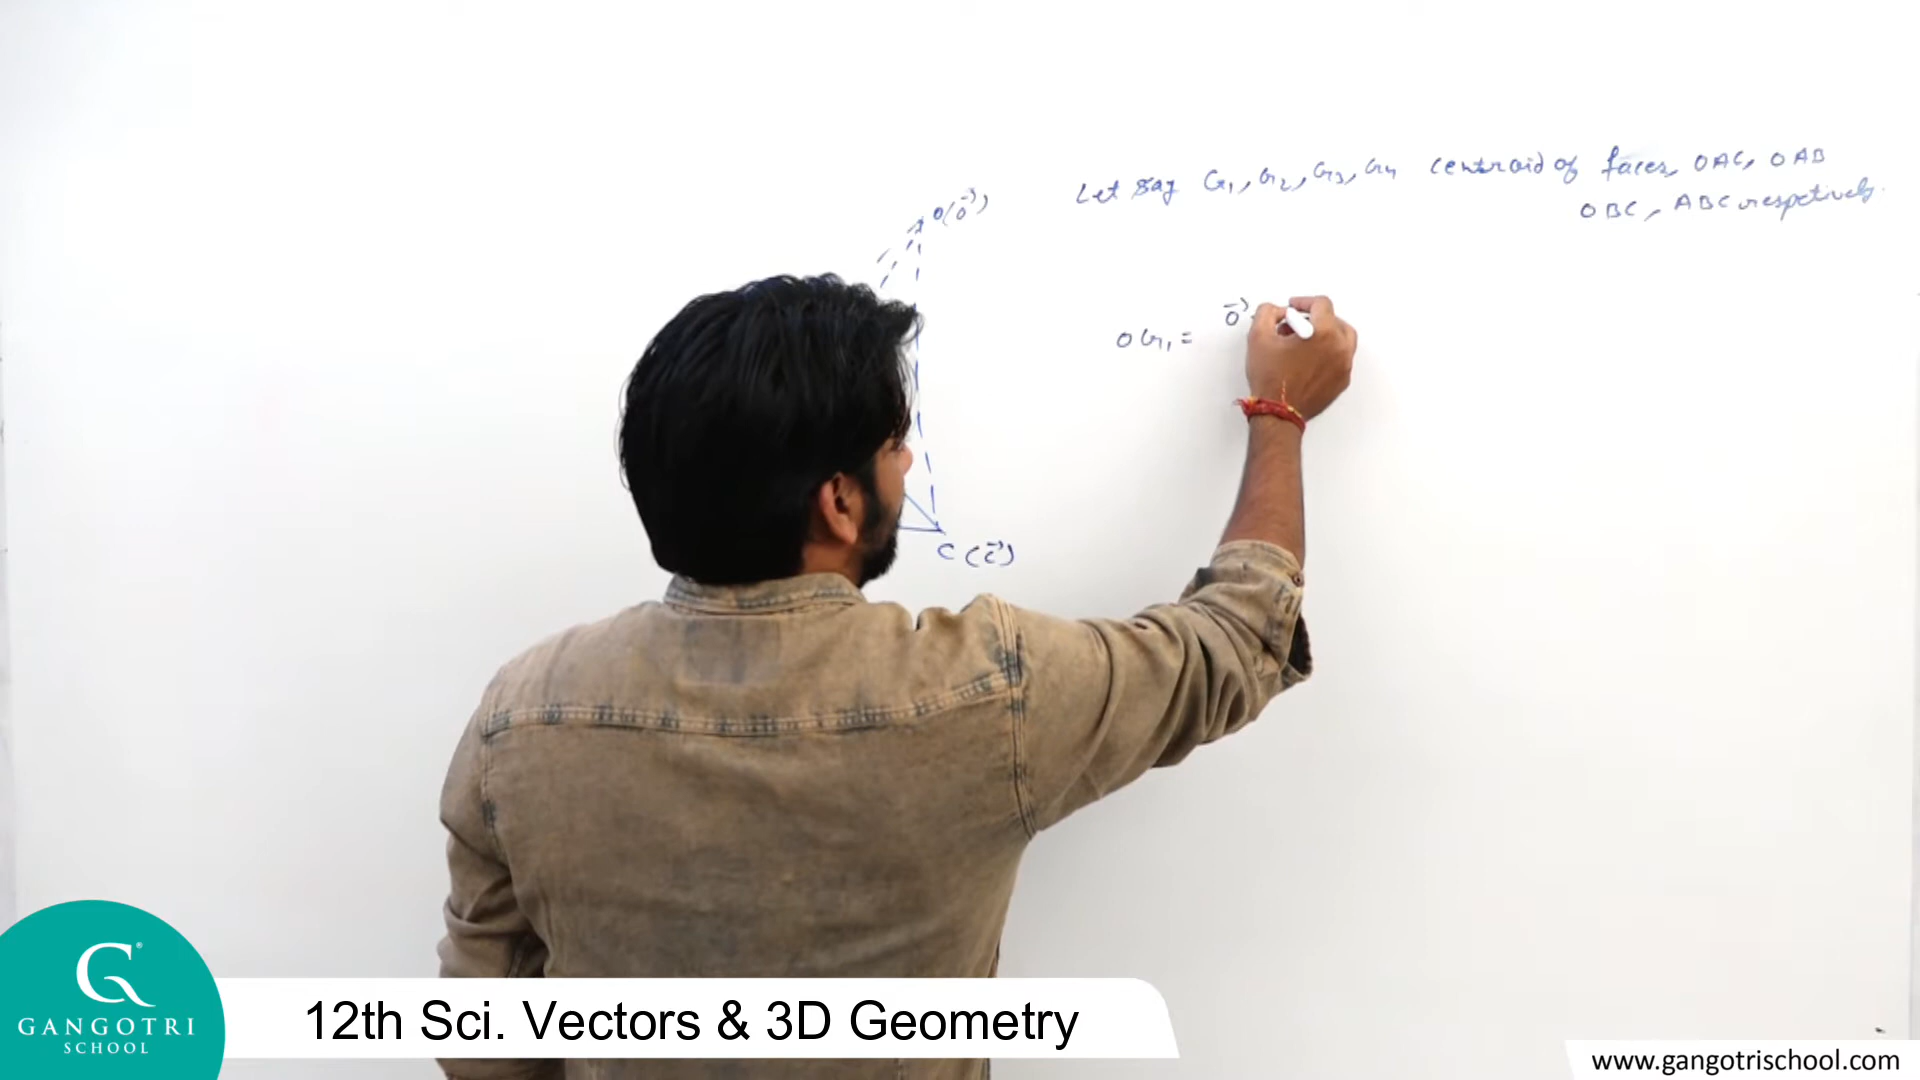 Let say G1, G2, G3, G4 centroid of faces, OAC, OAB
OBC, ABC respetively.
O(o⃗)
OG1 = o⃗
C (c⃗)
G®
GANGOTRI
SCHOOL
12th Sci. Vectors & 3D Geometry
www.gangotrischool.com